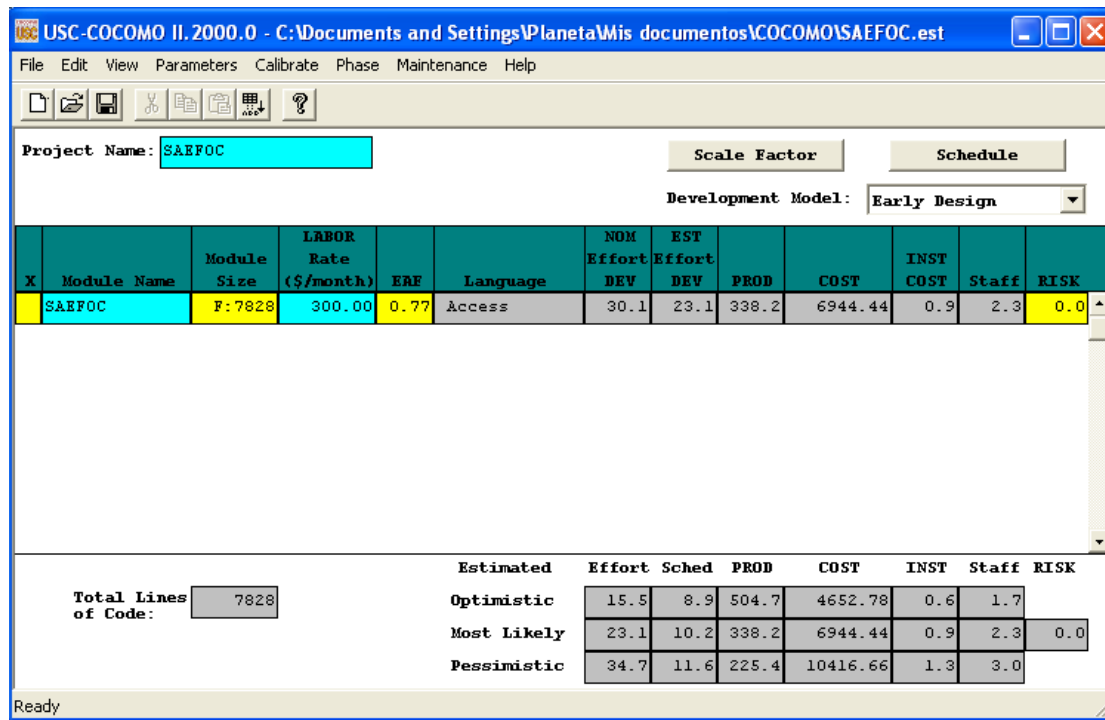 USC-COCOMO II.2000.0 - C:\Documents and Settings\Planeta\Mis documentos\COCOMO\SAEFOC.est
File Edit View Parameters Calibrate Phase Maintenance Help
Project Name: SAEFOC Scale Factor Schedule
Development Model: Early Design
X Module Name Module Size LABOR Rate ($/month) EAF Language NOM Effort DEV EST Effort DEV PROD COST INST COST Staff RISK
SAEFOC F:7828 300.00 0.77 Access 30.1 23.1 338.2 6944.44 0.9 2.3 0.0
Estimated Effort Sched PROD COST INST Staff RISK
Total Lines of Code: 7828
Optimistic 15.5 8.9 504.7 4652.78 0.6 1.7
Most Likely 23.1 10.2 338.2 6944.44 0.9 2.3 0.0
Pessimistic 34.7 11.6 225.4 10416.66 1.3 3.0
Ready